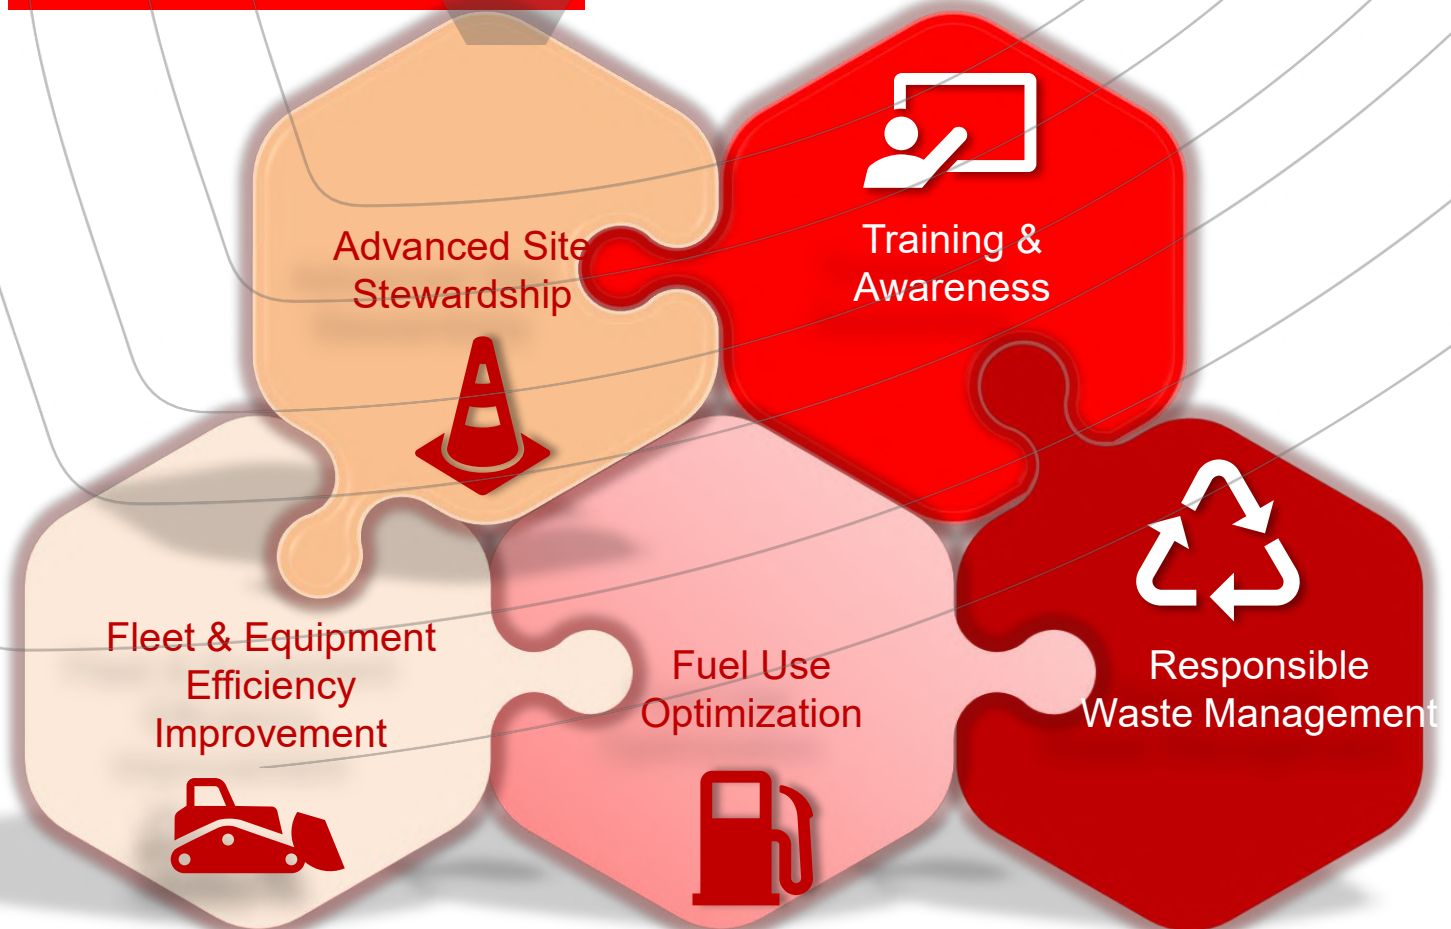 Advanced Site
Stewardship
Training &
Awareness
Fleet & Equipment
Efficiency
Improvement
Fuel Use
Optimization
Responsible
Waste Management